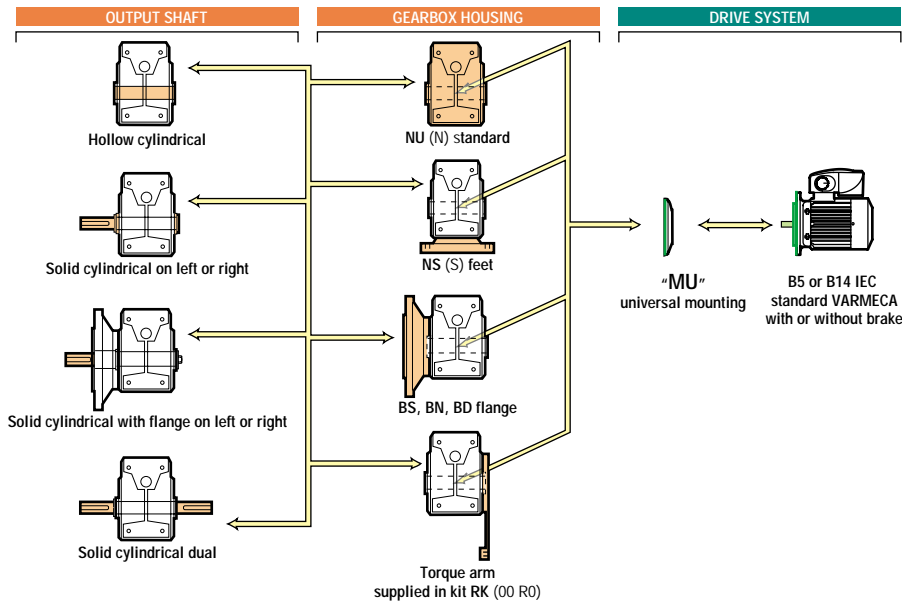 OUTPUT SHAFT
GEARBOX HOUSING
DRIVE SYSTEM
Hollow cylindrical
NU (N) standard
Solid cylindrical on left or right
NS (S) feet
"MU"
universal mounting
B5 or B14 IEC
standard VARMECA
with or without brake
Solid cylindrical with flange on left or right
BS, BN, BD flange
Solid cylindrical dual
Torque arm
supplied in kit RK (00 R0)